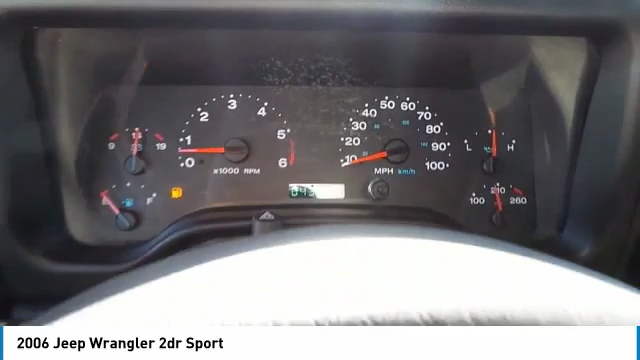 0 1 2 3 4 5 6
x1000 RPM
10 20 30 40 50 60 70 80 90 100
MPH km/h
9 19
F
L H
100 210 260
2006 Jeep Wrangler 2dr Sport